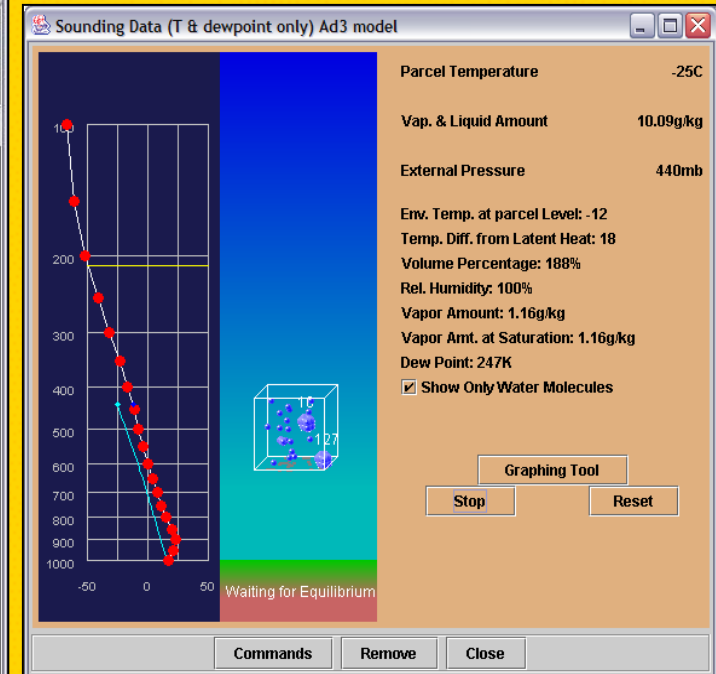 Sounding Data (T & dewpoint only) Ad3 model
Parcel Temperature -25C
Vap. & Liquid Amount 10.09g/kg
External Pressure 440mb
Env. Temp. at parcel Level: -12
Temp. Diff. from Latent Heat: 18
Volume Percentage: 188%
Rel. Humidity: 100%
Vapor Amount: 1.16g/kg
Vapor Amt. at Saturation: 1.16g/kg
Dew Point: 247K
Show Only Water Molecules
Graphing Tool
Stop Reset
100
200
300
400
500
600
700
800
900
1000
-50 0 50
127
Waiting for Equilibrium
Commands Remove Close